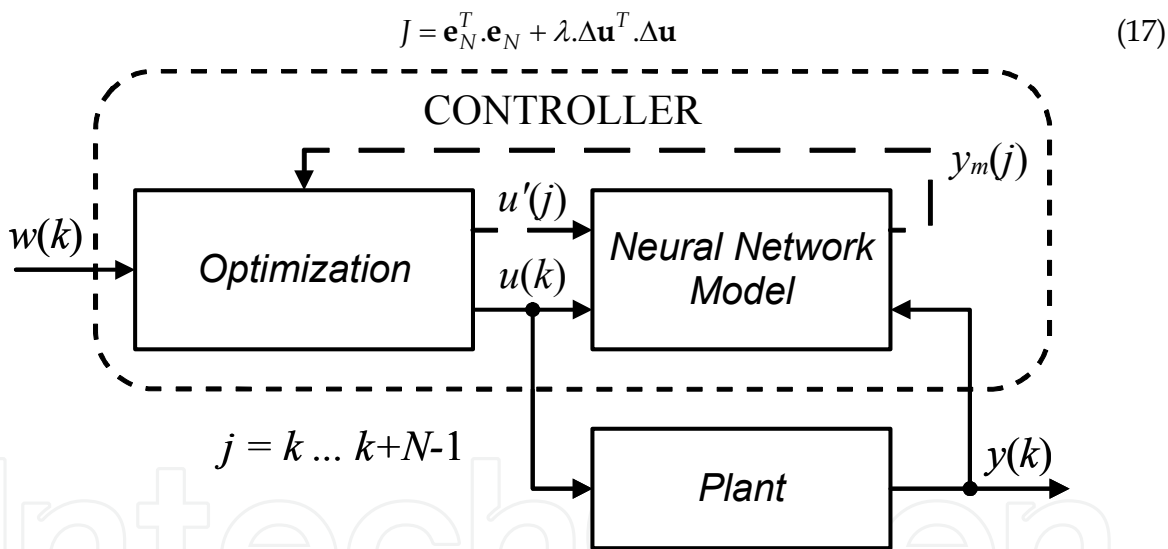 J = e_N^T.e_N + λ.Δu^T.Δu (17)
CONTROLLER
y_m(j)
u'(j)
w(k)
Optimization
Neural Network
Model
u(k)
j = k ... k+N-1
Plant
y(k)